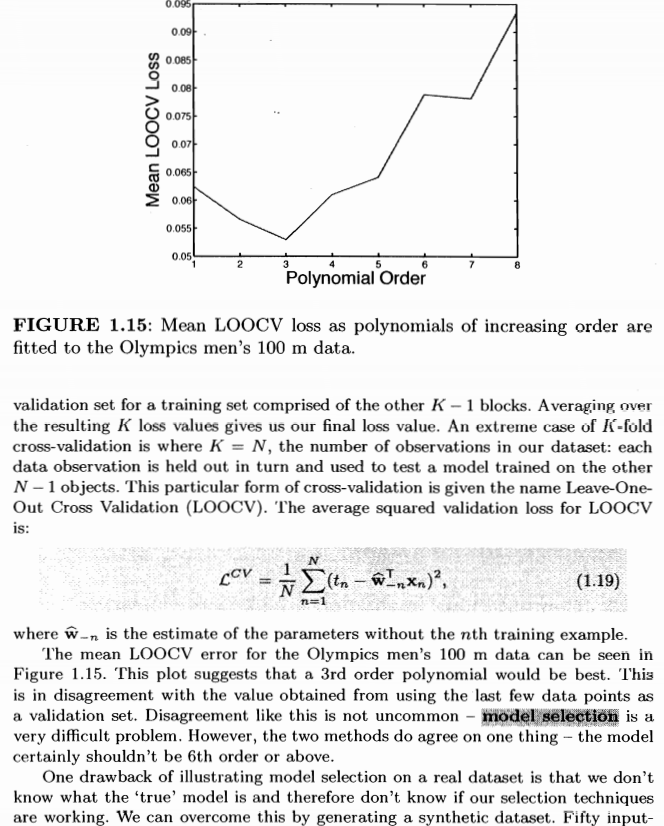 0.095
0.09
0.085
0.08
0.075
0.07
0.065
0.06
0.055
0.05
Mean LOOCV Loss
1 2 3 4 5 6 7 8
Polynomial Order
FIGURE 1.15: Mean LOOCV loss as polynomials of increasing order are
fitted to the Olympics men's 100 m data.
validation set for a training set comprised of the other K − 1 blocks. Averaging over
the resulting K loss values gives us our final loss value. An extreme case of K-fold
cross-validation is where K = N, the number of observations in our dataset: each
data observation is held out in turn and used to test a model trained on the other
N − 1 objects. This particular form of cross-validation is given the name Leave-One-
Out Cross Validation (LOOCV). The average squared validation loss for LOOCV
is:
𝓛^{CV} = \frac{1}{N} \sum_{n=1}^{N} (t_n − ŵ_{−n}^⊤ x_n)^2, (1.19)
where ŵ_{−n} is the estimate of the parameters without the nth training example.
The mean LOOCV error for the Olympics men's 100 m data can be seen in
Figure 1.15. This plot suggests that a 3rd order polynomial would be best. This
is in disagreement with the value obtained from using the last few data points as
a validation set. Disagreement like this is not uncommon – model selection is a
very difficult problem. However, the two methods do agree on one thing – the model
certainly shouldn't be 6th order or above.
One drawback of illustrating model selection on a real dataset is that we don't
know what the 'true' model is and therefore don't know if our selection techniques
are working. We can overcome this by generating a synthetic dataset. Fifty input-